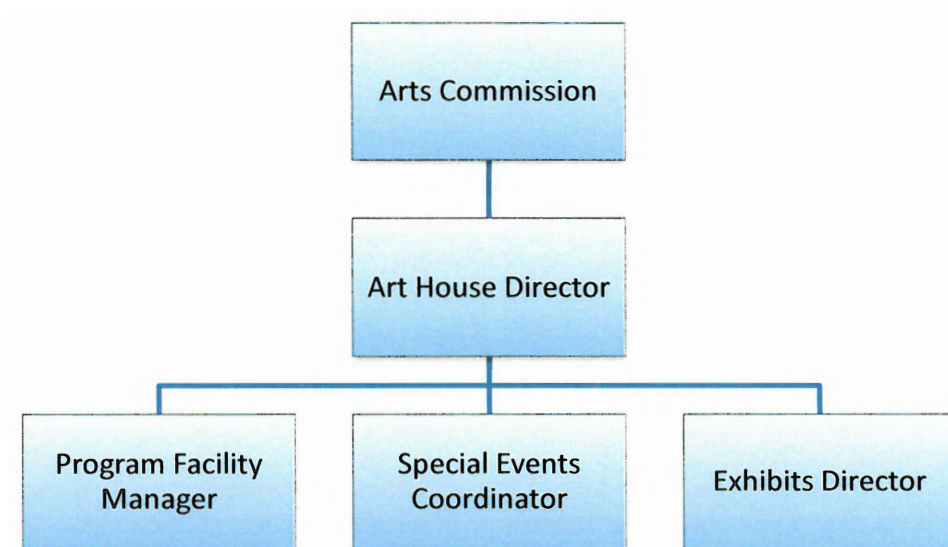 Arts Commission
Art House Director
Program Facility
Manager
Special Events
Coordinator
Exhibits Director